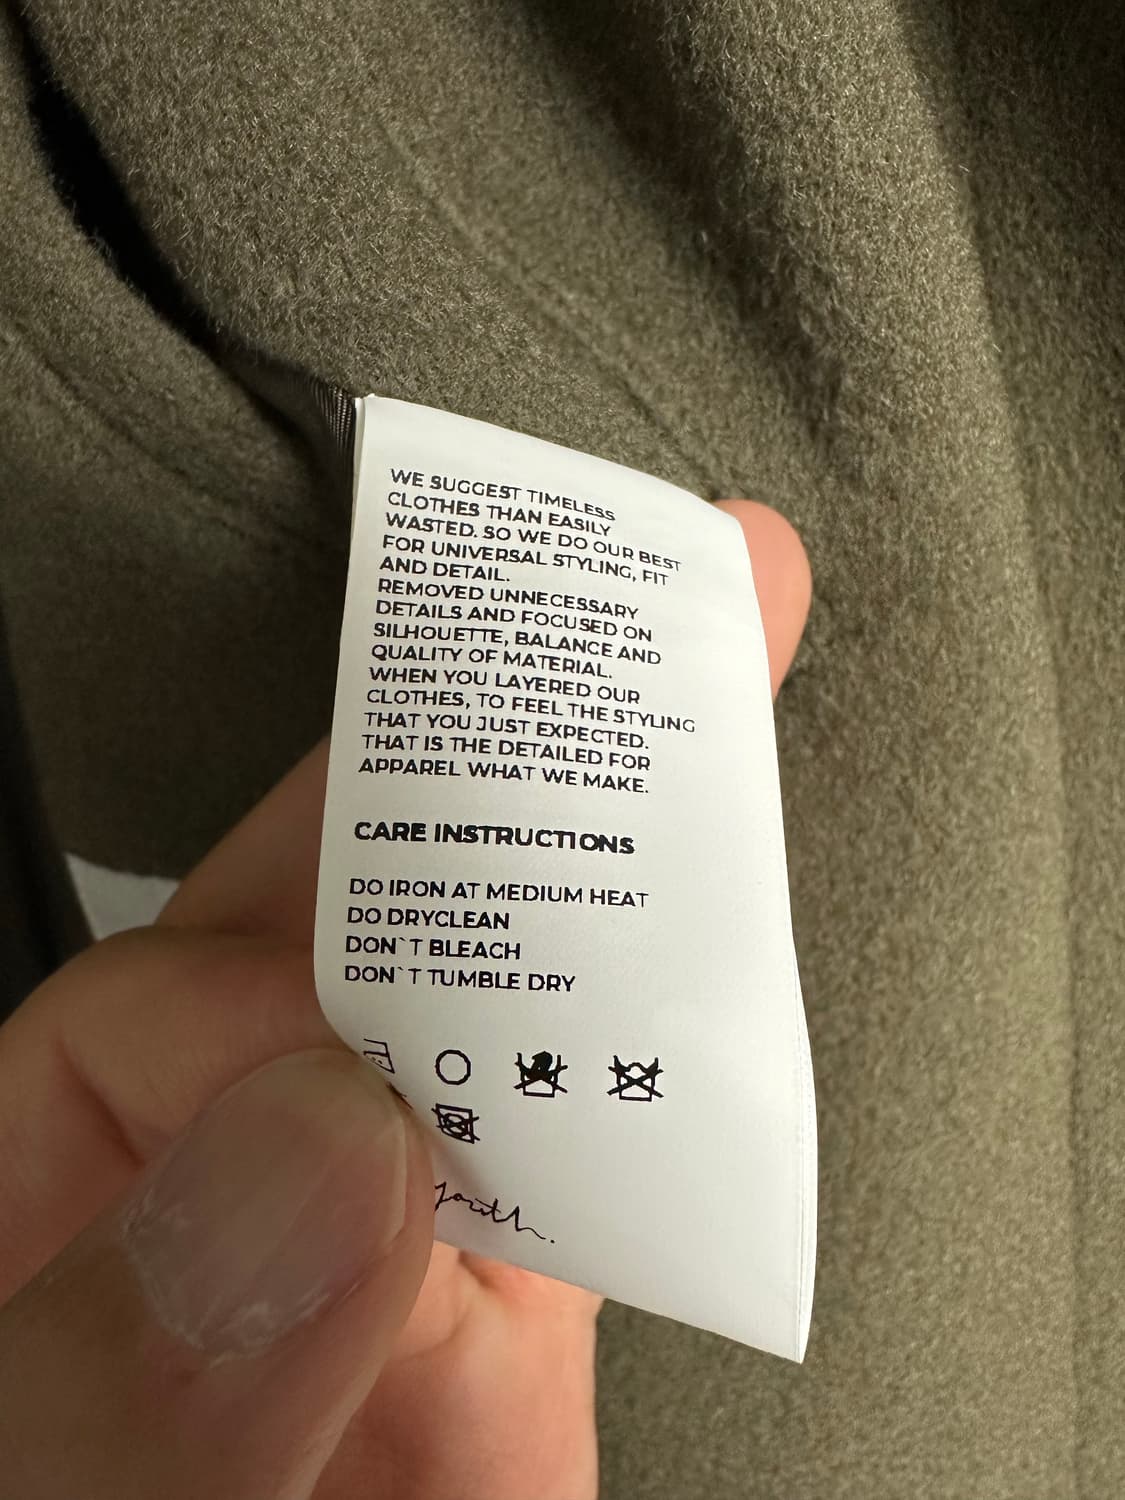 WE SUGGEST TIMELESS
CLOTHES THAN EASILY
WASTED. SO WE DO OUR BEST
FOR UNIVERSAL STYLING, FIT
AND DETAIL.
REMOVED UNNECESSARY
DETAILS AND FOCUSED ON
SILHOUETTE, BALANCE AND
QUALITY OF MATERIAL.
WHEN YOU LAYERED OUR
CLOTHES, TO FEEL THE STYLING
THAT YOU JUST EXPECTED.
THAT IS THE DETAILED FOR
APPAREL WHAT WE MAKE.
CARE INSTRUCTIONS
DO IRON AT MEDIUM HEAT
DO DRYCLEAN
DON`T BLEACH
DON`T TUMBLE DRY
youth.